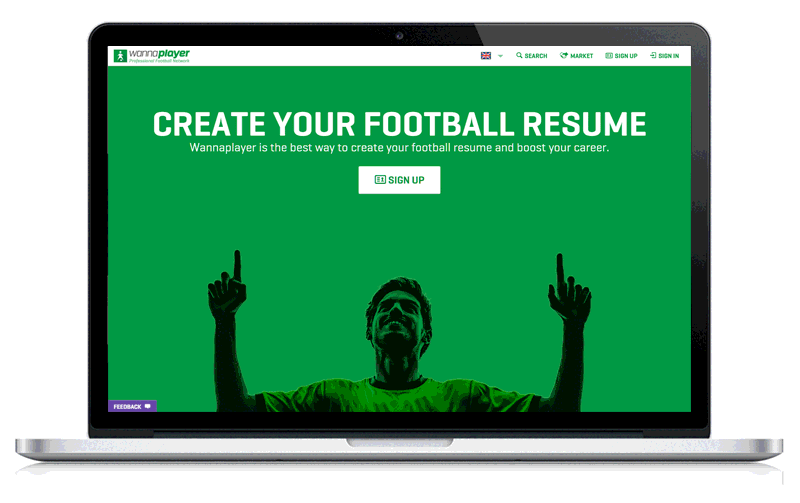 wannaplayer
Professional Football Network
SEARCH
MARKET
SIGN UP
SIGN IN
CREATE YOUR FOOTBALL RESUME
Wannaplayer is the best way to create your football resume and boost your career.
SIGN UP
FEEDBACK